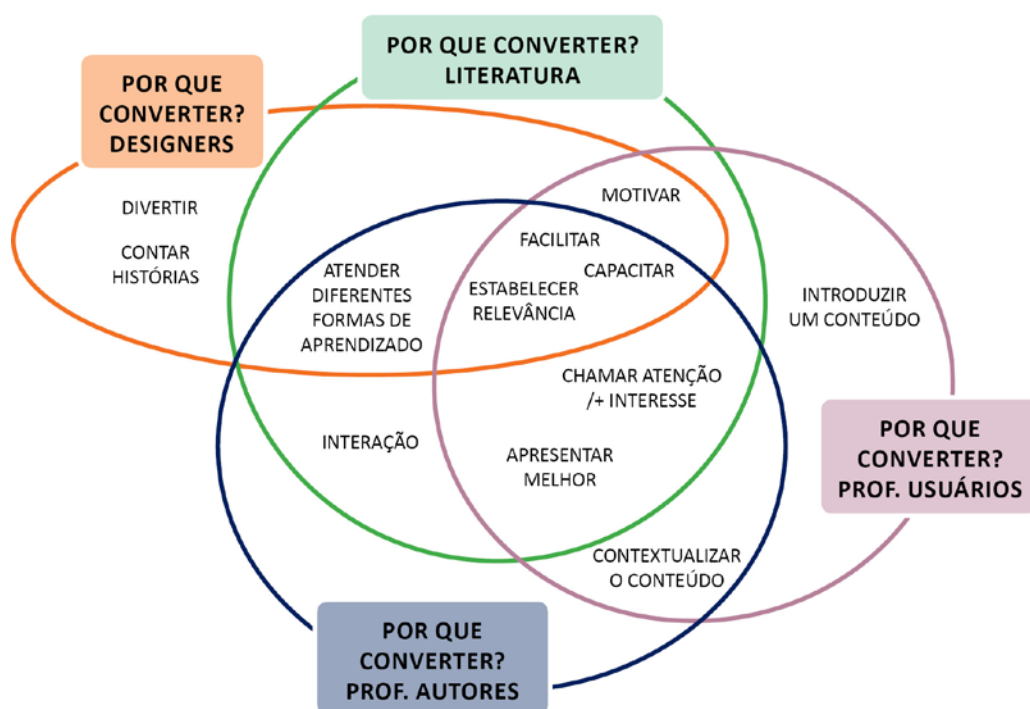 POR QUE CONVERTER?
LITERATURA
POR QUE
CONVERTER?
DESIGNERS
DIVERTIR
CONTAR
HISTÓRIAS
MOTIVAR
FACILITAR
CAPACITAR
ATENDER
DIFERENTES
FORMAS DE
APRENDIZADO
ESTABELECER
RELEVÂNCIA
INTRODUZIR
UM CONTEÚDO
CHAMAR ATENÇÃO
/+ INTERESSE
INTERAÇÃO
APRESENTAR
MELHOR
POR QUE
CONVERTER?
PROF. USUÁRIOS
CONTEXTUALIZAR
O CONTEÚDO
POR QUE
CONVERTER?
PROF. AUTORES